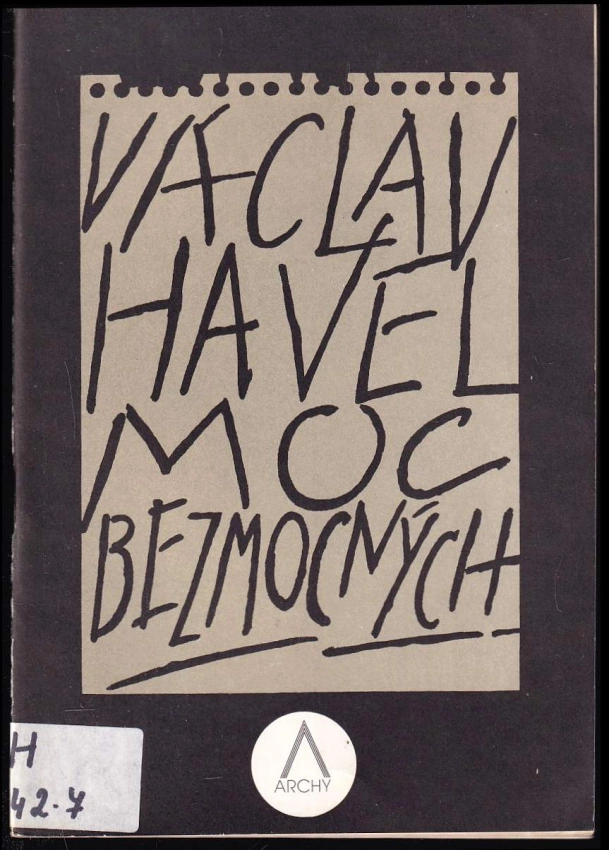 VÁCLAV
HAVEL
MOC
BEZMOCNÝCH
ARCHY
H
42-7